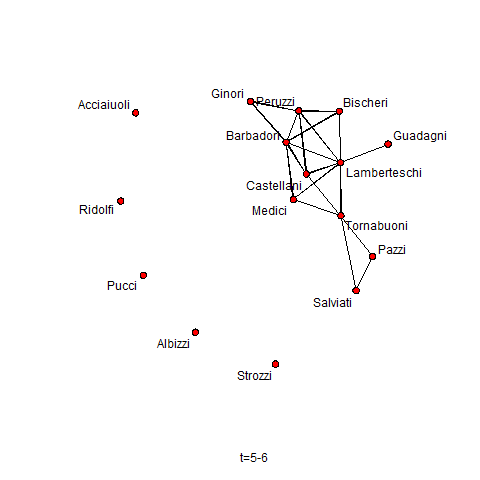 Ginori
Peruzzi
Bischeri
Acciaiuoli
Barbadori
Guadagni
Lamberteschi
Castellani
Ridolfi
Medici
Tornabuoni
Pazzi
Pucci
Salviati
Albizzi
Strozzi
t=5-6